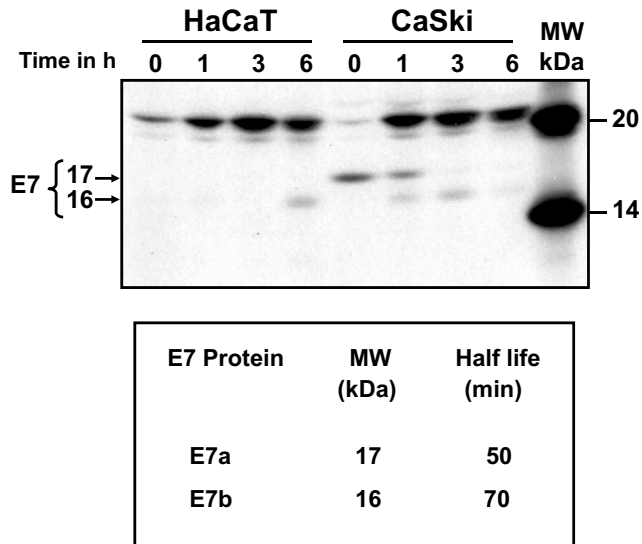 HaCaT CaSki MW
Time in h 0 1 3 6 0 1 3 6 kDa
20
E7 { 17
16
14
E7 Protein MW Half life
(kDa) (min)
E7a 17 50
E7b 16 70